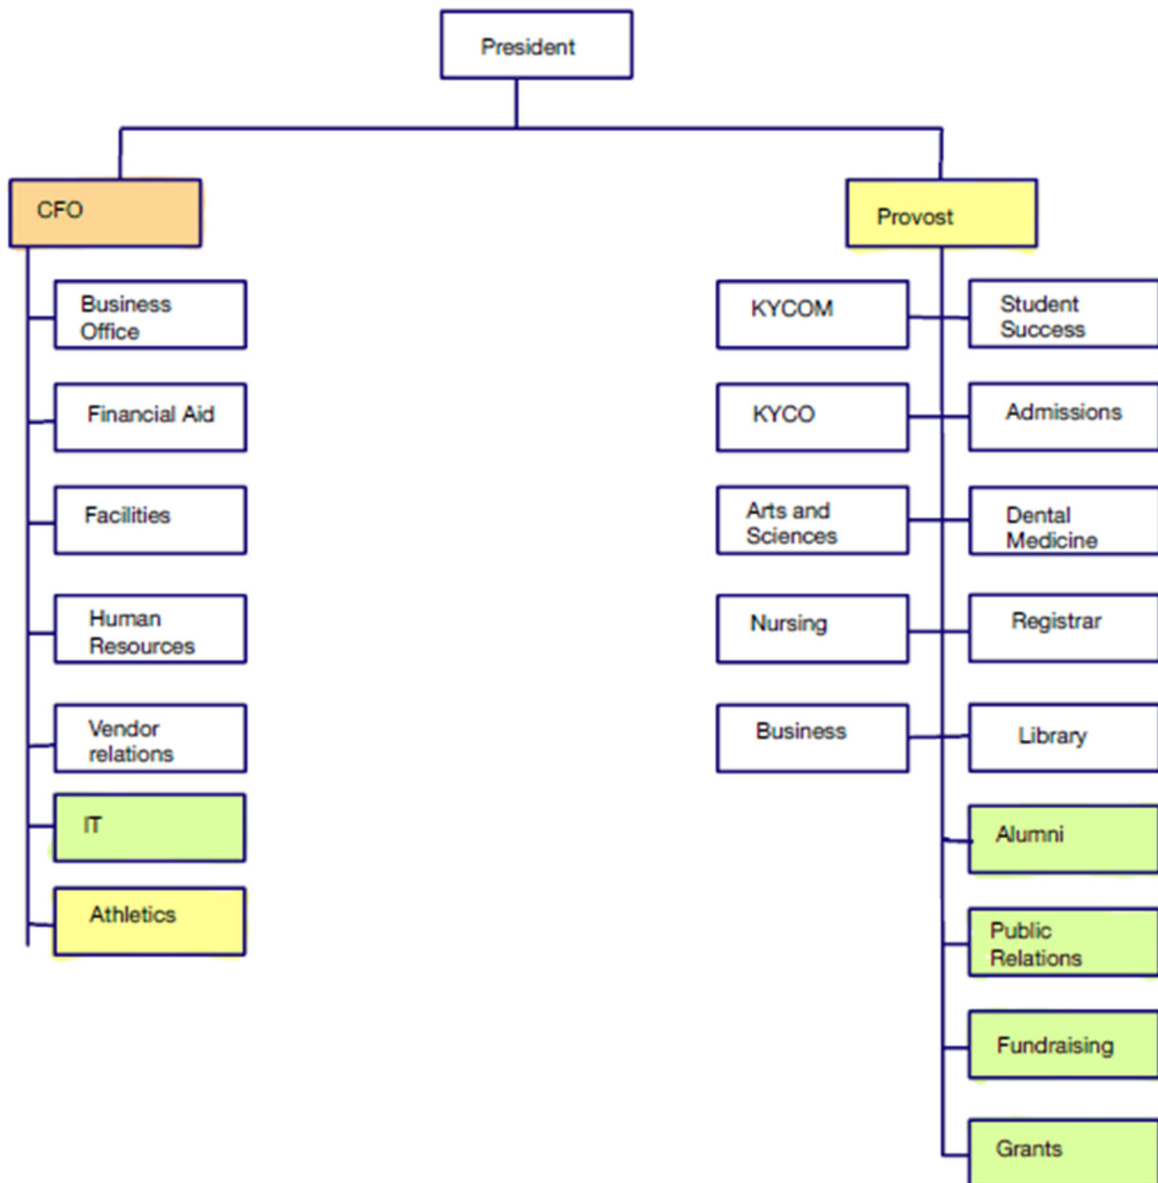 President
CFO
Provost
Business
Office
Financial Aid
Facilities
Human
Resources
Vendor
relations
IT
Athletics
KYCOM
KYCO
Arts and
Sciences
Nursing
Business
Student
Success
Admissions
Dental
Medicine
Registrar
Library
Alumni
Public
Relations
Fundraising
Grants